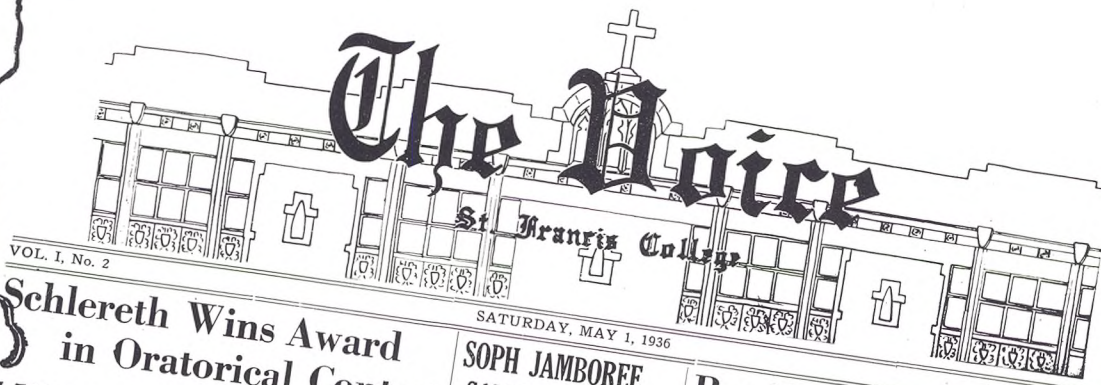 The Voice
St. Francis College
VOL. I, No. 2
SATURDAY, MAY 1, 1936
Schlereth Wins Award
in Oratorical
SOPH JAMBOREE